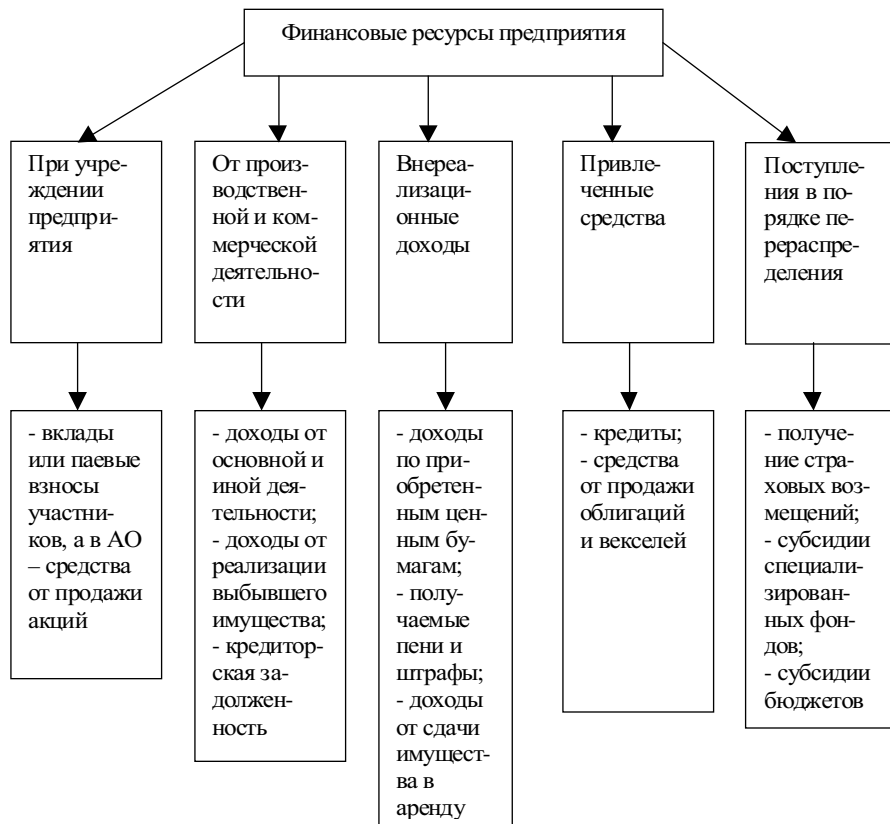 Финансовые ресурсы предприятия
При учре-
ждении
предпри-
ятия
От произ-
водствен-
ной и ком-
мерческой
деятельно-
сти
Внереа-
лизаци-
онные
доходы
Привле-
ченные
средства
Поступле-
ния в по-
рядке пе-
рераспре-
деления
- вклады
или паевые
взносы
участни-
ков, а в АО
– средства
от продажи
акций
- доходы от
основной и
иной дея-
тельности;
- доходы от
реализации
выбывшего
имущества;
- кредитор-
ская за-
должен-
ность
- доходы
по при-
обретен-
ным цен-
ным бу-
магам;
- полу-
чаемые
пени и
штрафы;
- доходы
от сдачи
имущест-
ва в
аренду
- кредиты;
- средства
от продажи
облигаций
и векселей
- получе-
ние стра-
ховых воз-
мещений;
- субсидии
специали-
зирован-
ных фон-
дов;
- субсидии
бюджетов